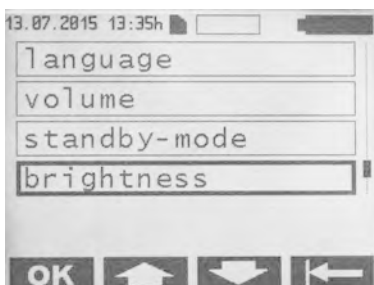 13.07.2015 13:35h
language
volume
standby-mode
brightness
OK